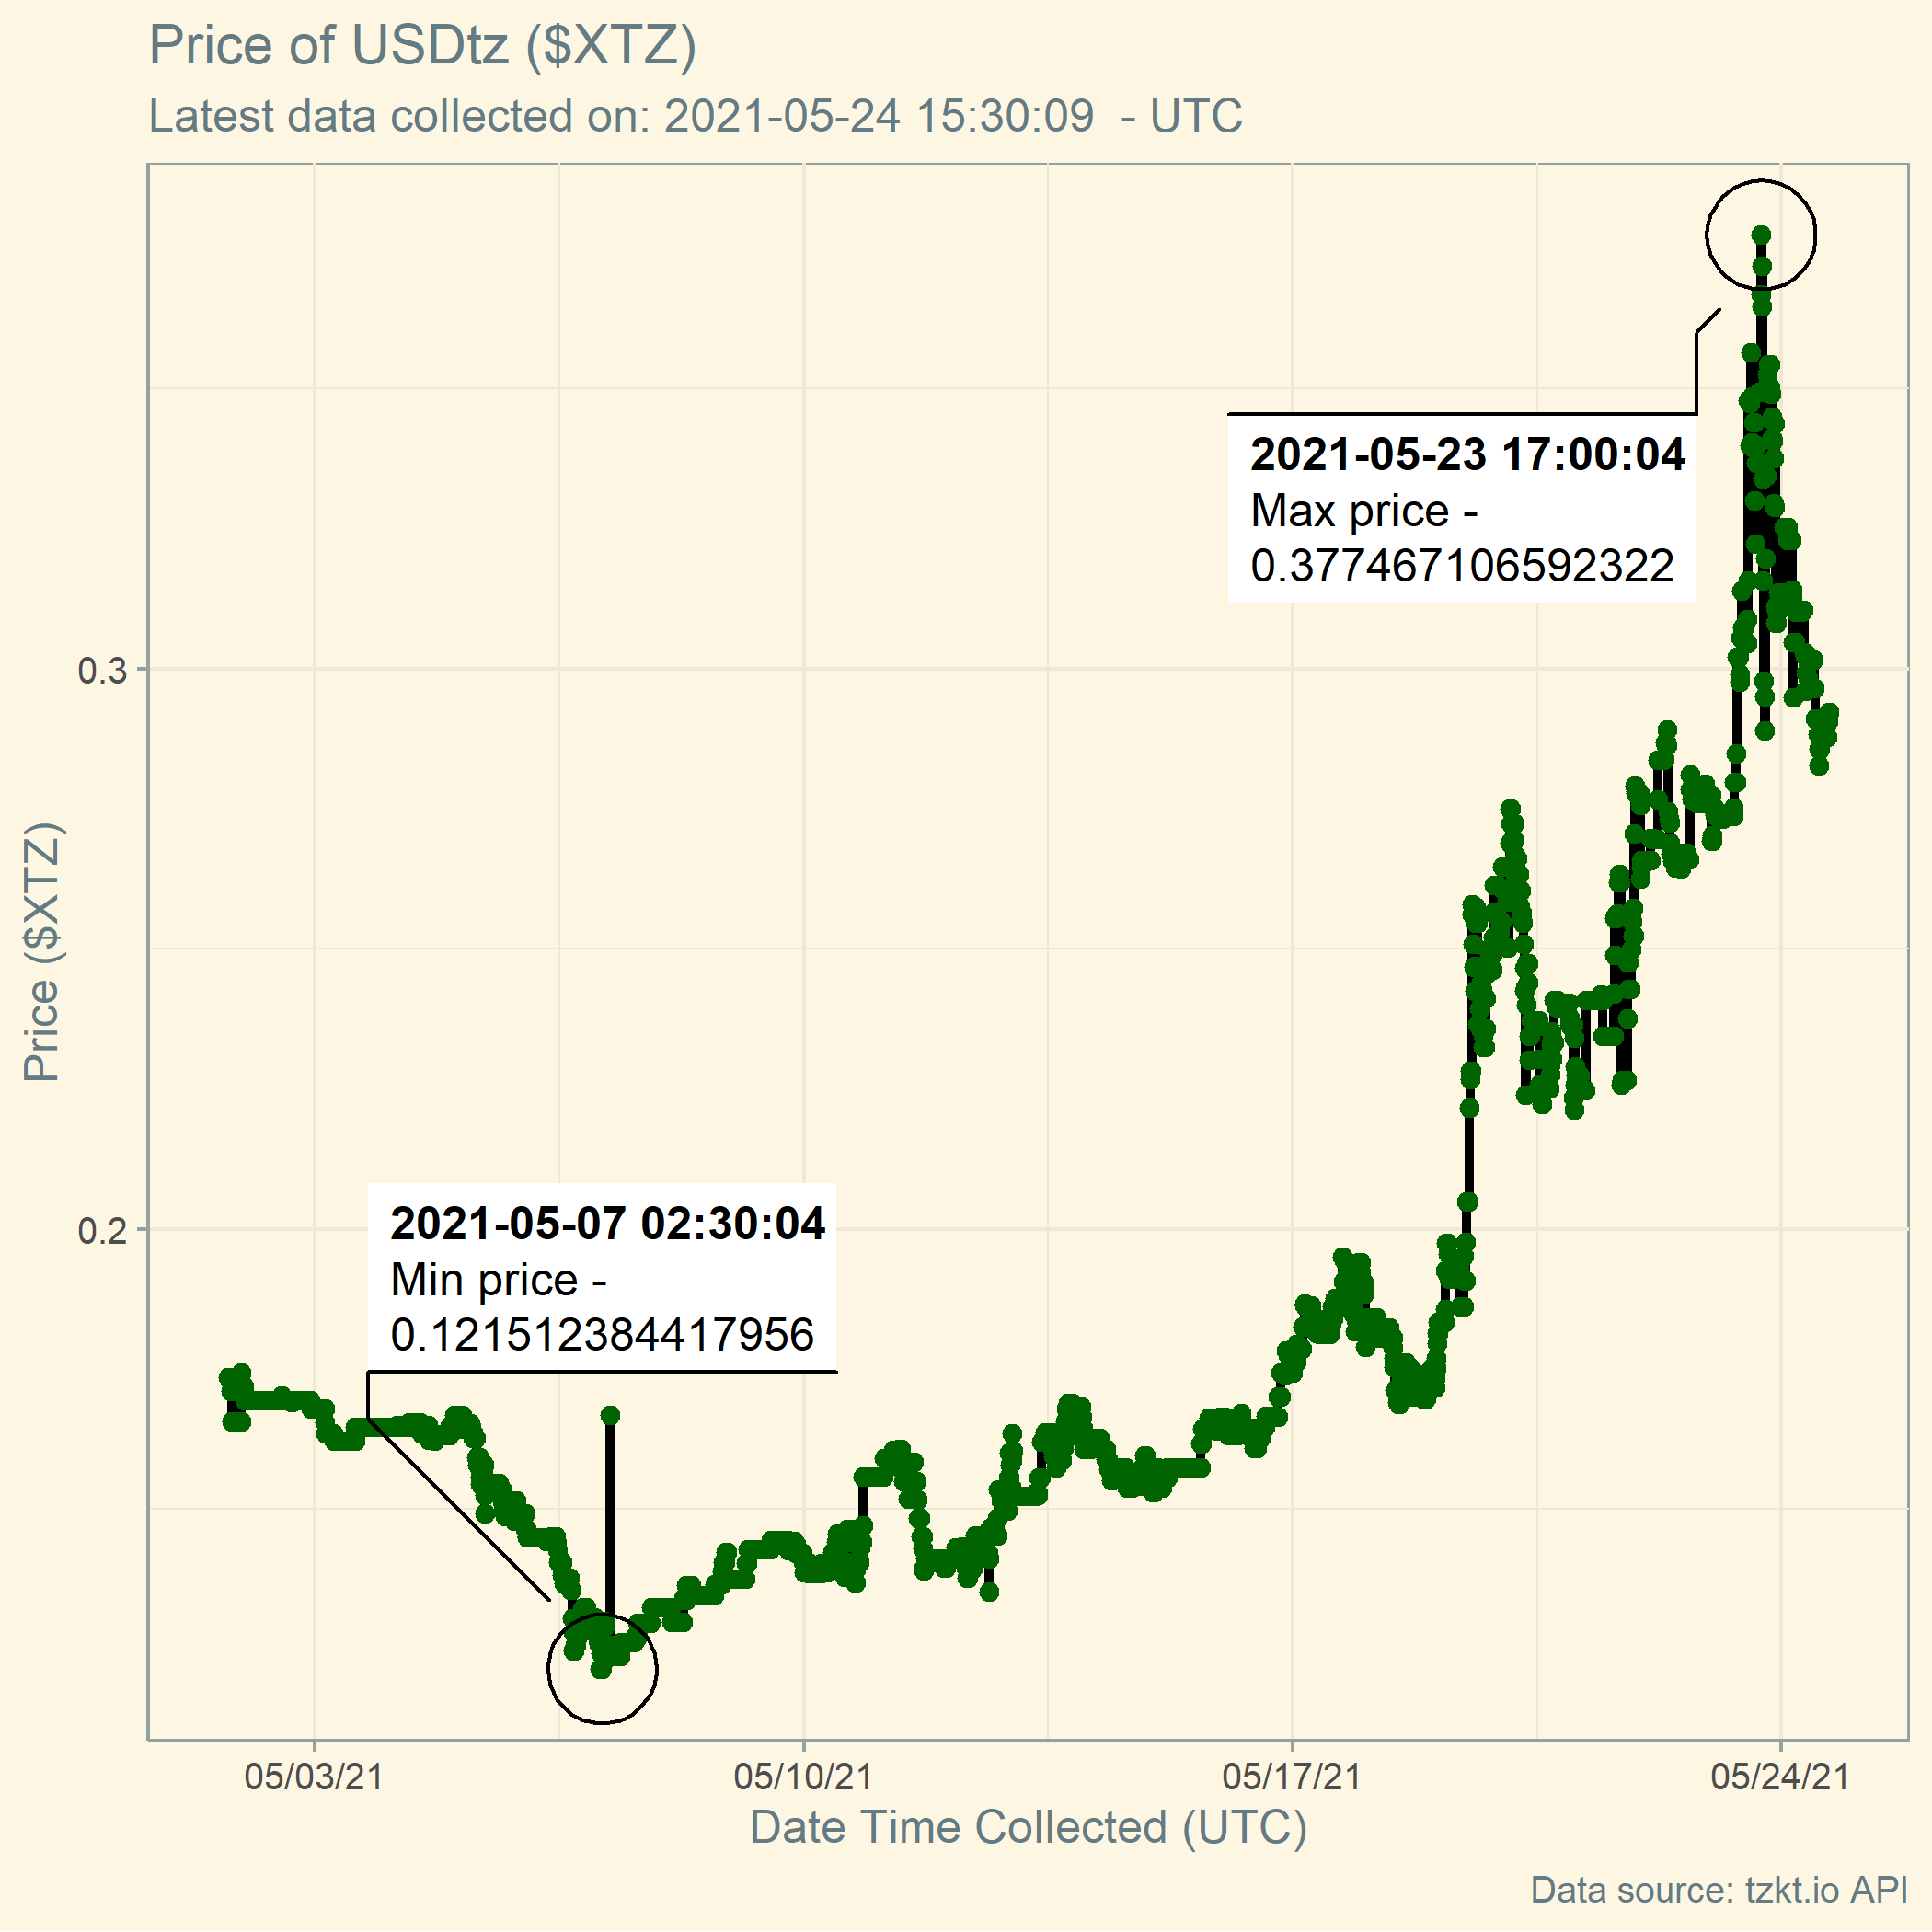 Price of USDtz ($XTZ)
Latest data collected on: 2021-05-24 15:30:09  - UTC
2021-05-23 17:00:04
Max price -
0.377467106592322
0.3
Price ($XTZ)
0.2
2021-05-07 02:30:04
Min price -
0.121512384417956
05/03/21
05/10/21
05/17/21
05/24/21
Date Time Collected (UTC)
Data source: tzkt.io API